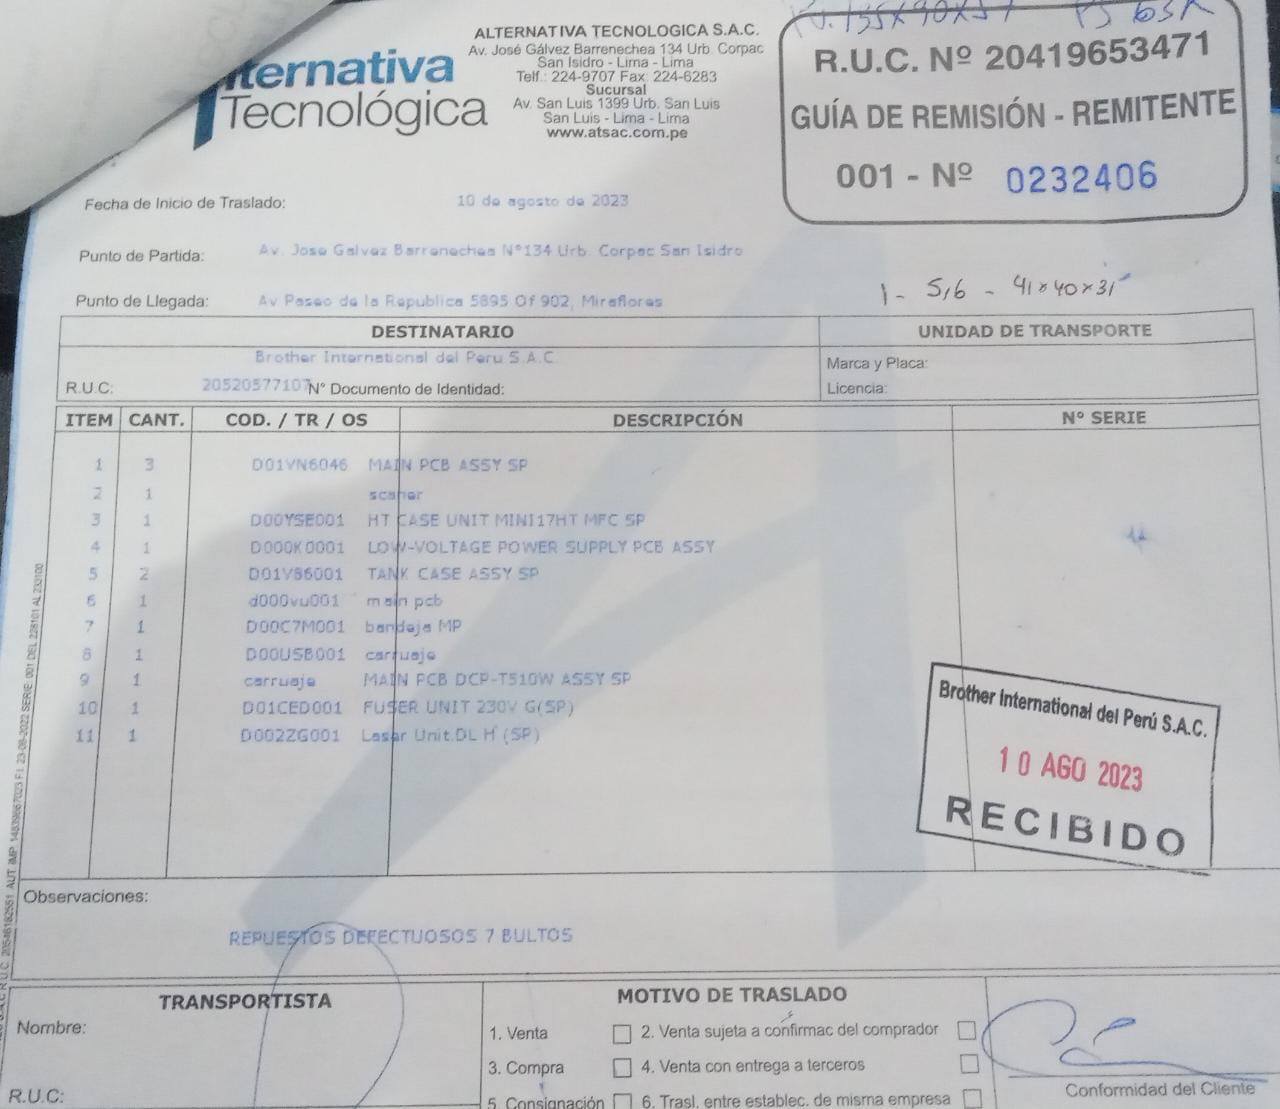 ALTERNATIVA TECNOLOGICA S.A.C.
Av. José Gálvez Barrenechea 134 Urb. Corpac
San Isidro - Lima - Lima
Telf.: 224-9707 Fax: 224-6283
Sucursal
Av. San Luis 1399 Urb. San Luis
San Luis - Lima - Lima
www.atsac.com.pe
lternativa
Tecnológica
R.U.C. Nº 20419653471
GUÍA DE REMISIÓN - REMITENTE
001 - Nº 0232406
Fecha de Inicio de Traslado: 10 de agosto de 2023
Punto de Partida: Av. Jose Galvez Barrenechea N°134 Urb. Corpac San Isidro
Punto de Llegada: Av Paseo de la Republica 5895 Of 902, Miraflores
1 - 5,6 - 41x40x31
DESTINATARIO UNIDAD DE TRANSPORTE
Brother International del Peru S.A.C.
Marca y Placa:
R.U.C: 20520577107 N° Documento de Identidad:
Licencia:
ITEM CANT. COD. / TR / OS DESCRIPCIÓN N° SERIE
1 3 D01VN6046 MAIN PCB ASSY SP
2 1 scaner
3 1 D00YSE001 HT CASE UNIT MINI17HT MFC SP
4 1 D000K0001 LOW-VOLTAGE POWER SUPPLY PCB ASSY
5 2 D01V86001 TANK CASE ASSY SP
6 1 d000vu001 main pcb
7 1 D00C7M001 bandeja MP
8 1 D00USB001 carruaje
9 1 carruaje MAIN PCB DCP-T510W ASSY SP
10 1 D01CED001 FUSER UNIT 230V G(SP)
11 1 D002ZG001 Laser Unit.DL H (SP)
Brother International del Perú S.A.C.
10 AGO 2023
RECIBIDO
Observaciones:
REPUESTOS DEFECTUOSOS 7 BULTOS
TRANSPORTISTA MOTIVO DE TRASLADO
Nombre:
1. Venta 2. Venta sujeta a confirmac del comprador
3. Compra 4. Venta con entrega a terceros
R.U.C:
5. Consignación 6. Trasl. entre establec. de misma empresa
Conformidad del Cliente